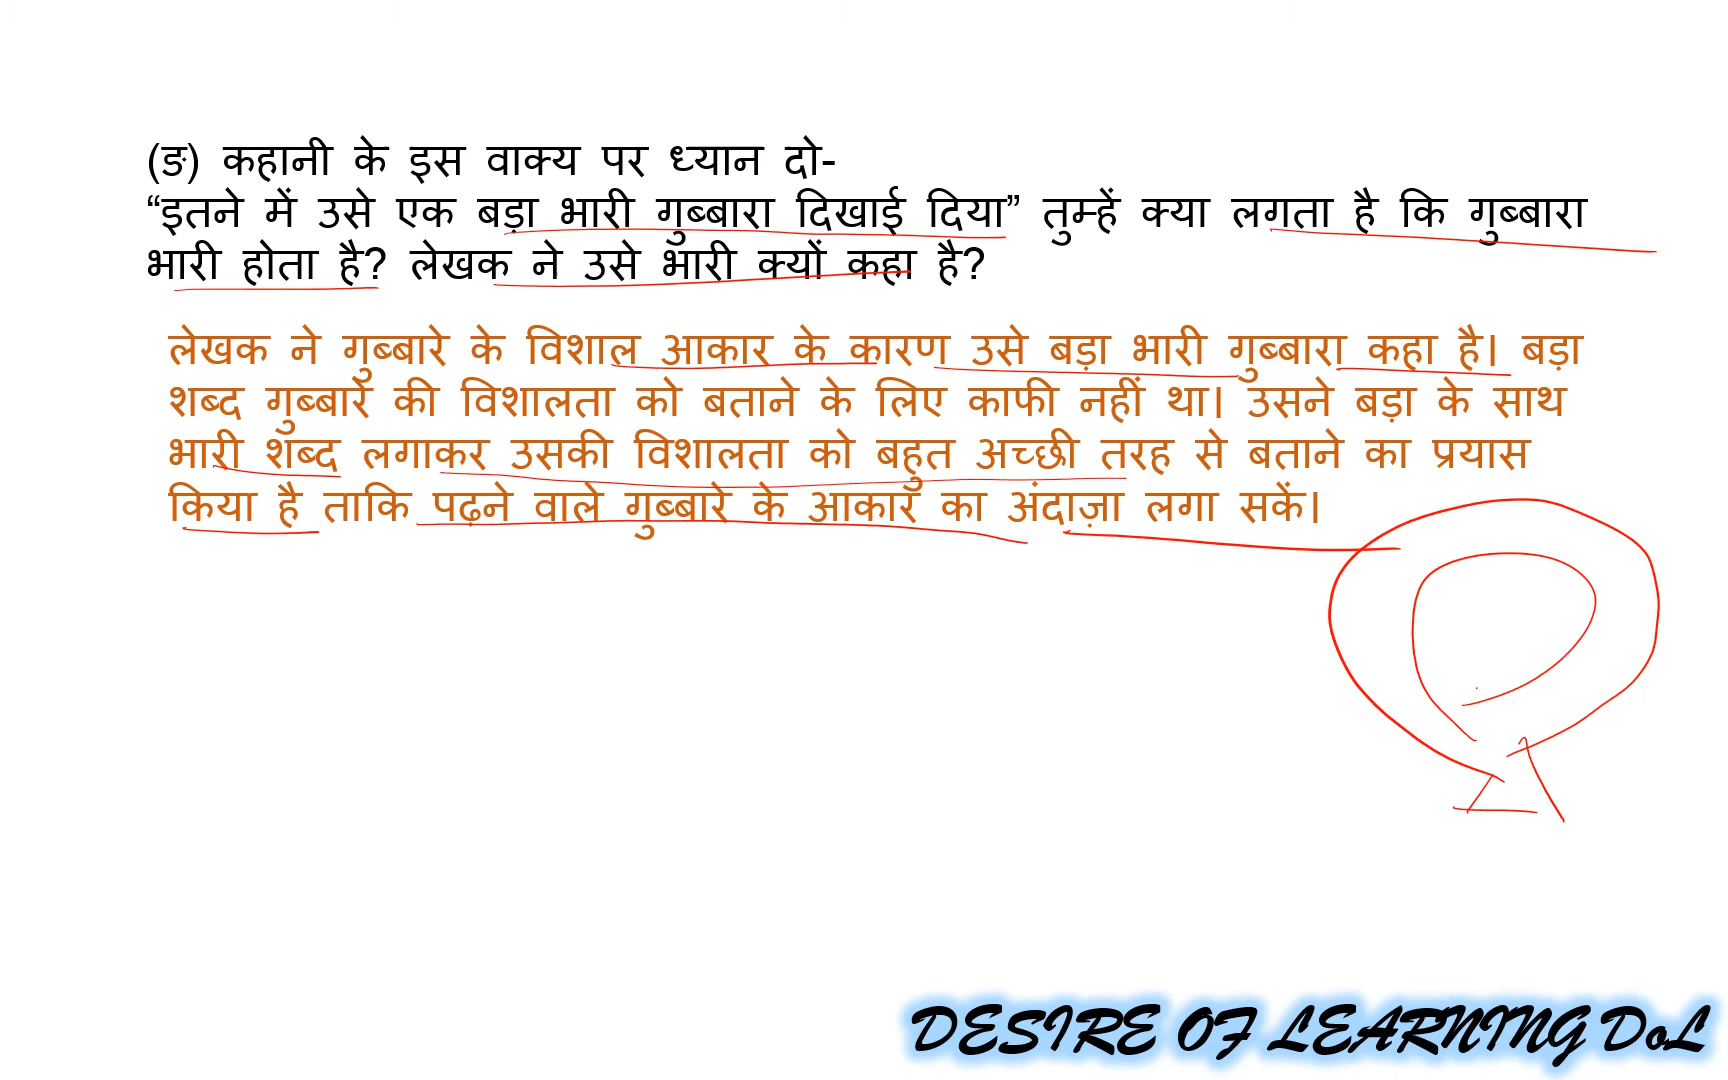 (ङ) कहानी के इस वाक्य पर ध्यान दो-
“इतने में उसे एक बड़ा भारी गुब्बारा दिखाई दिया” तुम्हें क्या लगता है कि गुब्बारा
भारी होता है? लेखक ने उसे भारी क्यों कहा है?
लेखक ने गुब्बारे के विशाल आकार के कारण उसे बड़ा भारी गुब्बारा कहा है। बड़ा
शब्द गुब्बारे की विशालता को बताने के लिए काफी नहीं था। उसने बड़ा के साथ
भारी शब्द लगाकर उसकी विशालता को बहुत अच्छी तरह से बताने का प्रयास
किया है ताकि पढ़ने वाले गुब्बारे के आकार का अंदाज़ा लगा सकें।
DESIRE OF LEARNING DoL